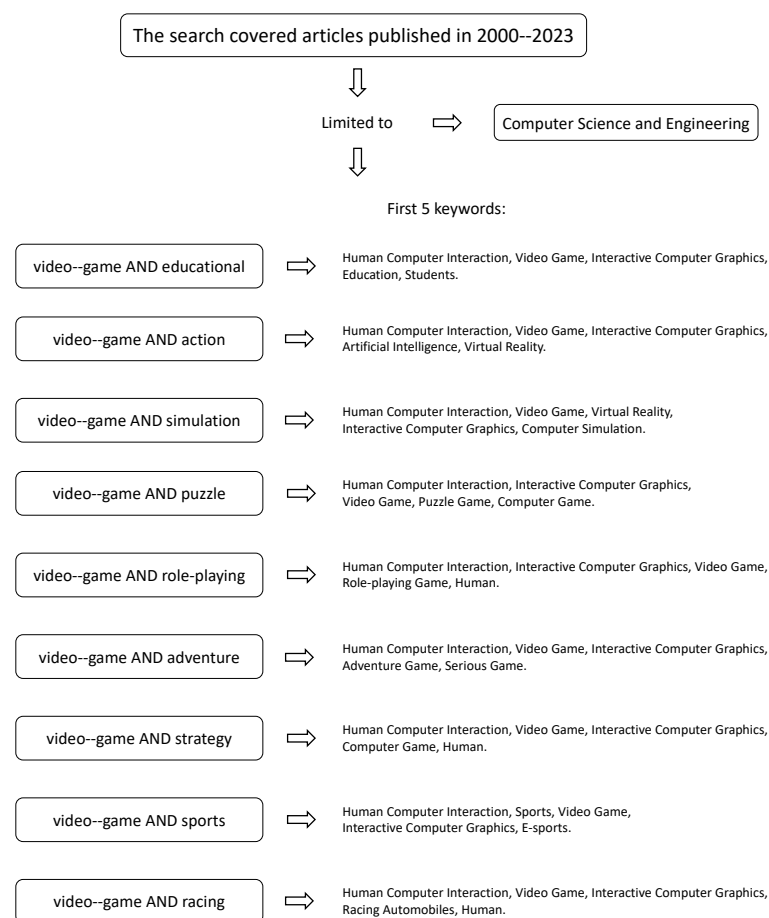 The search covered articles published in 2000--2023
Limited to
Computer Science and Engineering
First 5 keywords:
video--game AND educational
Human Computer Interaction, Video Game, Interactive Computer Graphics,
Education, Students.
video--game AND action
Human Computer Interaction, Video Game, Interactive Computer Graphics,
Artificial Intelligence, Virtual Reality.
video--game AND simulation
Human Computer Interaction, Video Game, Virtual Reality,
Interactive Computer Graphics, Computer Simulation.
video--game AND puzzle
Human Computer Interaction, Interactive Computer Graphics,
Video Game, Puzzle Game, Computer Game.
video--game AND role-playing
Human Computer Interaction, Interactive Computer Graphics, Video Game,
Role-playing Game, Human.
video--game AND adventure
Human Computer Interaction, Video Game, Interactive Computer Graphics,
Adventure Game, Serious Game.
video--game AND strategy
Human Computer Interaction, Video Game, Interactive Computer Graphics,
Computer Game, Human.
video--game AND sports
Human Computer Interaction, Sports, Video Game,
Interactive Computer Graphics, E-sports.
video--game AND racing
Human Computer Interaction, Video Game, Interactive Computer Graphics,
Racing Automobiles, Human.